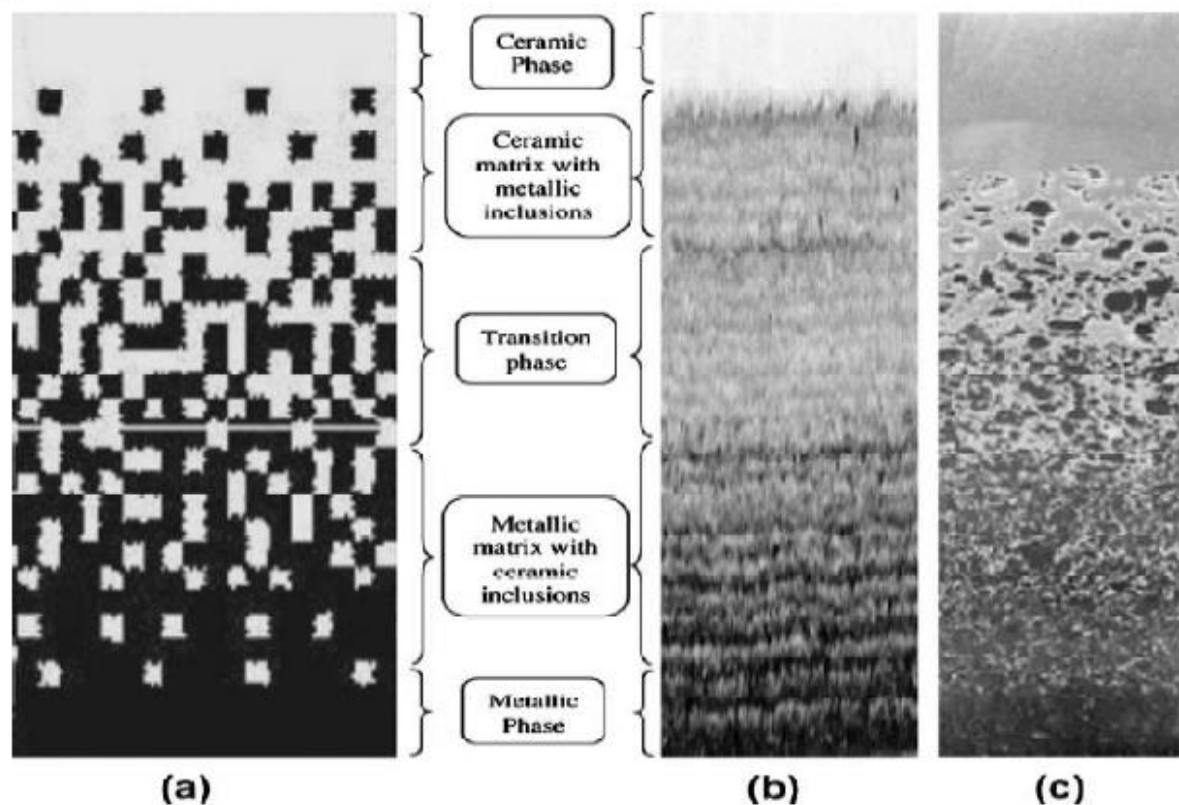 Ceramic
Phase
Ceramic
matrix with
metallic
inclusions
Transition
phase
Metallic
matrix with
ceramic
inclusions
Metallic
Phase
(a)
(b)
(c)